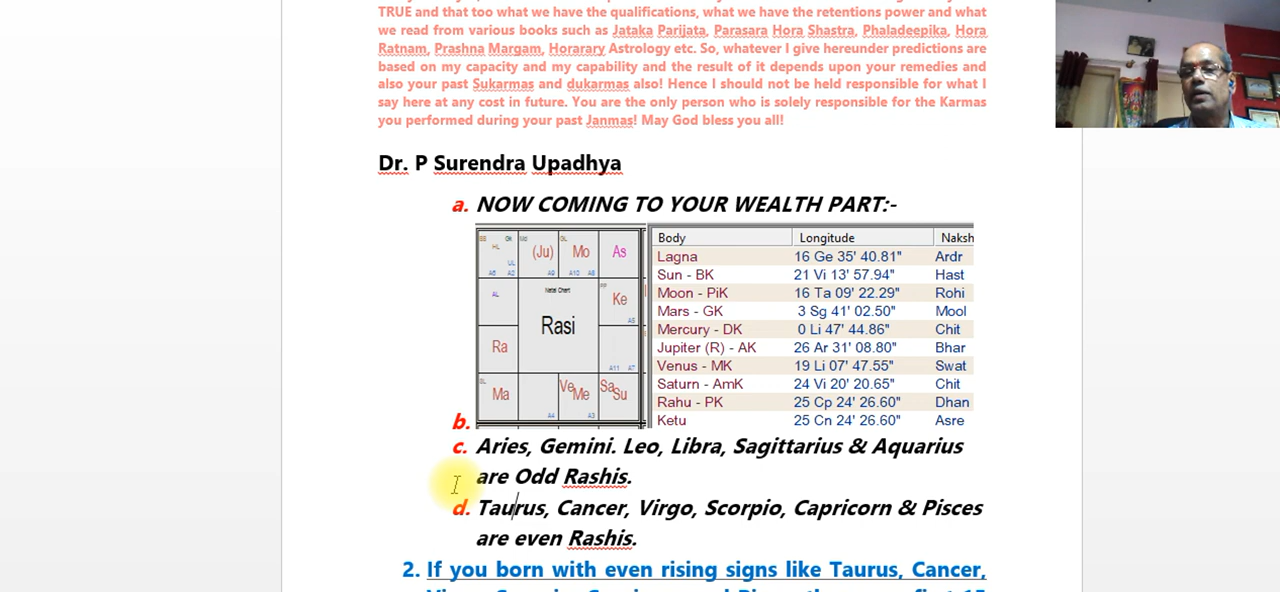 TRUE and that too what we have the qualifications, what we have the retentions power and what
we read from various books such as Jataka Parijata, Parasara Hora Shastra, Phaladeepika, Hora
Ratnam, Prashna Margam, Horarary Astrology etc. So, whatever I give hereunder predictions are
based on my capacity and my capability and the result of it depends upon your remedies and
also your past Sukarmas and dukarmas also! Hence I should not be held responsible for what I
say here at any cost in future. You are the only person who is solely responsible for the Karmas
you performed during your past Janmas! May God bless you all!
Dr. P Surendra Upadhya
a. NOW COMING TO YOUR WEALTH PART:-
(Ju) Mo As
Natal Chart
Rasi
AL
Ke
A5
Ra
A11 A7
Ma
A4
Ve Me
A3
Sa Su
Body Longitude Naksh
Lagna 16 Ge 35' 40.81" Ardr
Sun - BK 21 Vi 13' 57.94" Hast
Moon - PiK 16 Ta 09' 22.29" Rohi
Mars - GK 3 Sg 41' 02.50" Mool
Mercury - DK 0 Li 47' 44.86" Chit
Jupiter (R) - AK 26 Ar 31' 08.80" Bhar
Venus - MK 19 Li 07' 47.55" Swat
Saturn - AmK 24 Vi 20' 20.65" Chit
Rahu - PK 25 Cp 24' 26.60" Dhan
Ketu 25 Cn 24' 26.60" Asre
b.
c. Aries, Gemini. Leo, Libra, Sagittarius & Aquarius
are Odd Rashis.
d. Taurus, Cancer, Virgo, Scorpio, Capricorn & Pisces
are even Rashis.
2. If you born with even rising signs like Taurus, Cancer,